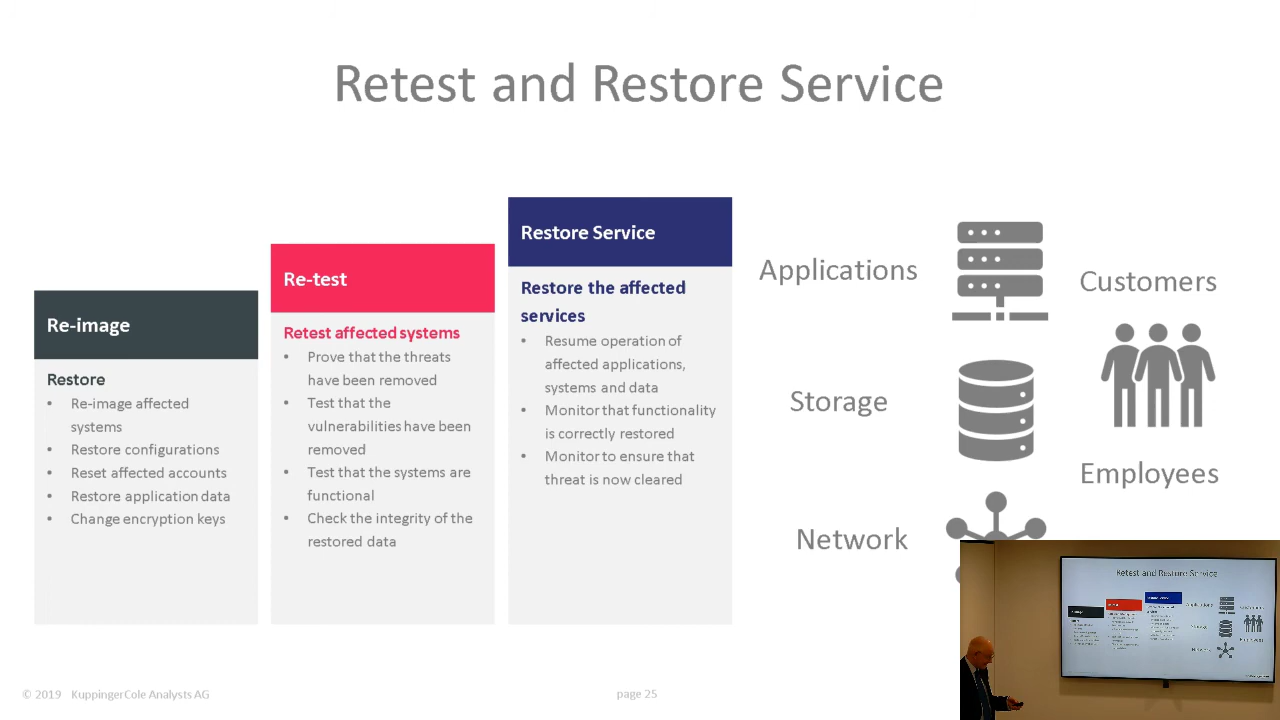 Retest and Restore Service
Re-image
Restore
• Re-image affected
systems
• Restore configurations
• Reset affected accounts
• Restore application data
• Change encryption keys
Re-test
Retest affected systems
• Prove that the threats
have been removed
• Test that the
vulnerabilities have been
removed
• Test that the systems are
functional
• Check the integrity of the
restored data
Restore Service
Restore the affected
services
• Resume operation of
affected applications,
systems and data
• Monitor that functionality
is correctly restored
• Monitor to ensure that
threat is now cleared
Applications
Storage
Network
Customers
Employees
© 2019 KuppingerCole Analysts AG
page 25
Retest and Restore Service